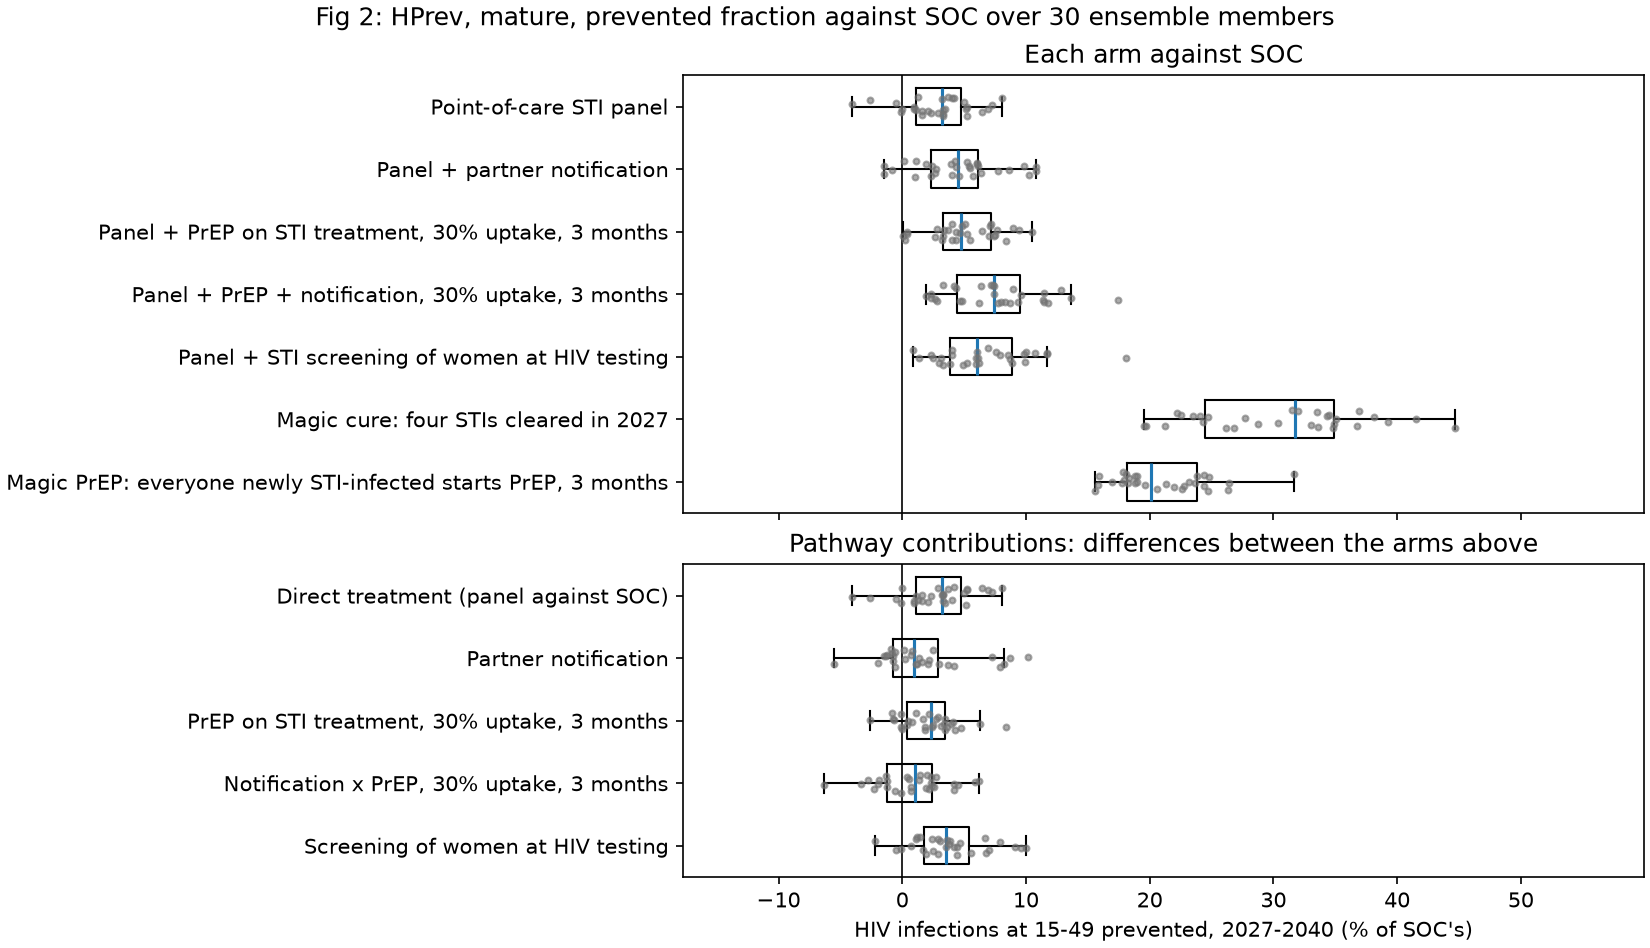 Fig 2: HPrev, mature, prevented fraction against SOC over 30 ensemble members
Each arm against SOC
Point-of-care STI panel
Panel + partner notification
Panel + PrEP on STI treatment, 30% uptake, 3 months
Panel + PrEP + notification, 30% uptake, 3 months
Panel + STI screening of women at HIV testing
Magic cure: four STIs cleared in 2027
Magic PrEP: everyone newly STI-infected starts PrEP, 3 months
Pathway contributions: differences between the arms above
Direct treatment (panel against SOC)
Partner notification
PrEP on STI treatment, 30% uptake, 3 months
Notification x PrEP, 30% uptake, 3 months
Screening of women at HIV testing
−10 0 10 20 30 40 50
HIV infections at 15-49 prevented, 2027-2040 (% of SOC's)